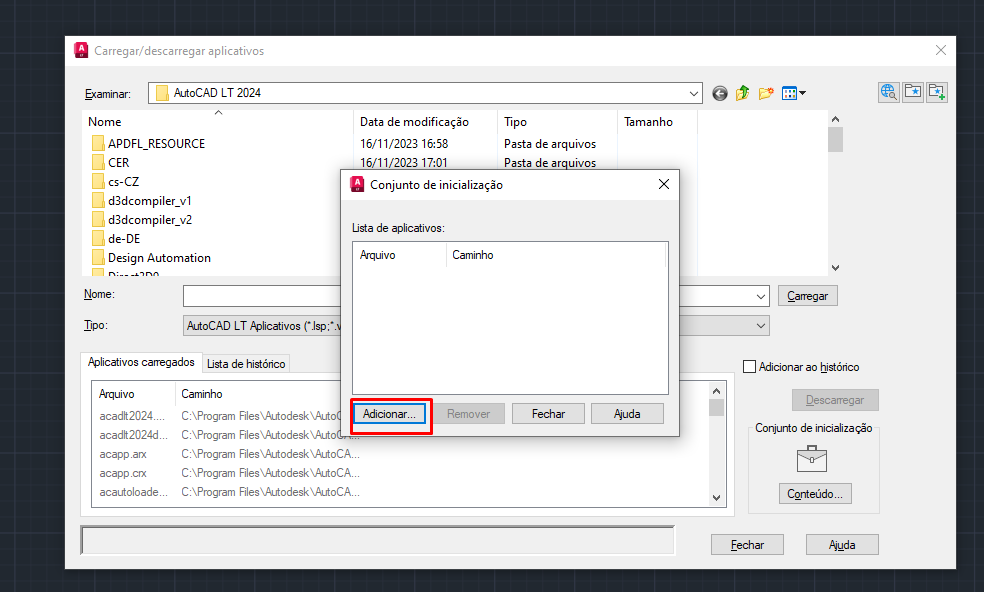 Carregar/descarregar aplicativos
Examinar: AutoCAD LT 2024
Nome Data de modificação Tipo Tamanho
APDFL_RESOURCE 16/11/2023 16:58 Pasta de arquivos
CER 16/11/2023 17:01 Pasta de arquivos
cs-CZ
d3dcompiler_v1
d3dcompiler_v2
de-DE
Design Automation
Direct3D9
Conjunto de inicialização
Lista de aplicativos:
Arquivo Caminho
Adicionar... Remover Fechar Ajuda
Nome: Carregar
Tipo: AutoCAD LT Aplicativos (*.lsp;*.v
Aplicativos carregados Lista de histórico
Adicionar ao histórico
Arquivo Caminho
acadlt2024.... C:\Program Files\Autodesk\AutoC
acadlt2024d... C:\Program Files\Autodesk\AutoCA...
acapp.arx C:\Program Files\Autodesk\AutoCA...
acapp.crx C:\Program Files\Autodesk\AutoCA...
acautoloade... C:\Program Files\Autodesk\AutoCA...
Descarregar
Conjunto de inicialização
Conteúdo...
Fechar Ajuda